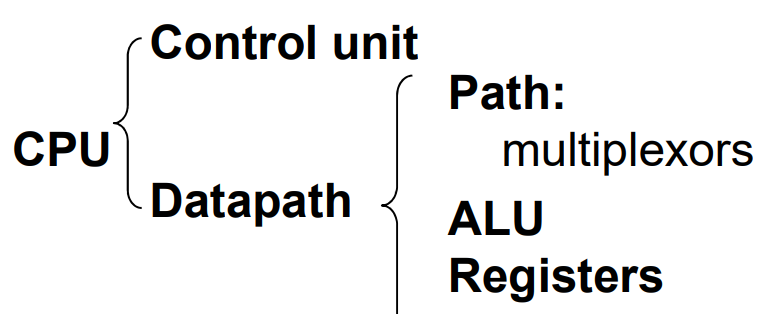 Control unit
Path:
CPU
multiplexors
Datapath
ALU
Registers